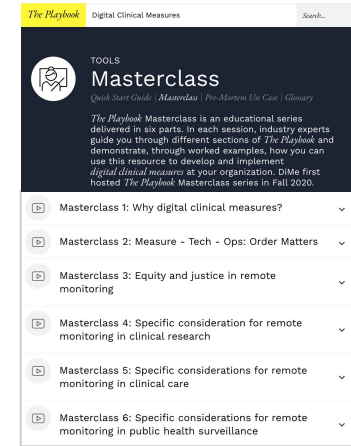 The Playbook Digital Clinical Measures Search...
TOOLS
Masterclass
Quick Start Guide | Masterclass | Pre-Mortem Use Case | Glossary
The Playbook Masterclass is an educational series
delivered in six parts. In each session, industry experts
guide you through different sections of The Playbook and
demonstrate, through worked examples, how you can
use this resource to develop and implement
digital clinical measures at your organization. DiMe first
hosted The Playbook Masterclass series in Fall 2020.
Masterclass 1: Why digital clinical measures?
Masterclass 2: Measure - Tech - Ops: Order Matters
Masterclass 3: Equity and justice in remote
monitoring
Masterclass 4: Specific consideration for remote
monitoring in clinical research
Masterclass 5: Specific considerations for remote
monitoring in clinical care
Masterclass 6: Specific considerations for remote
monitoring in public health surveillance